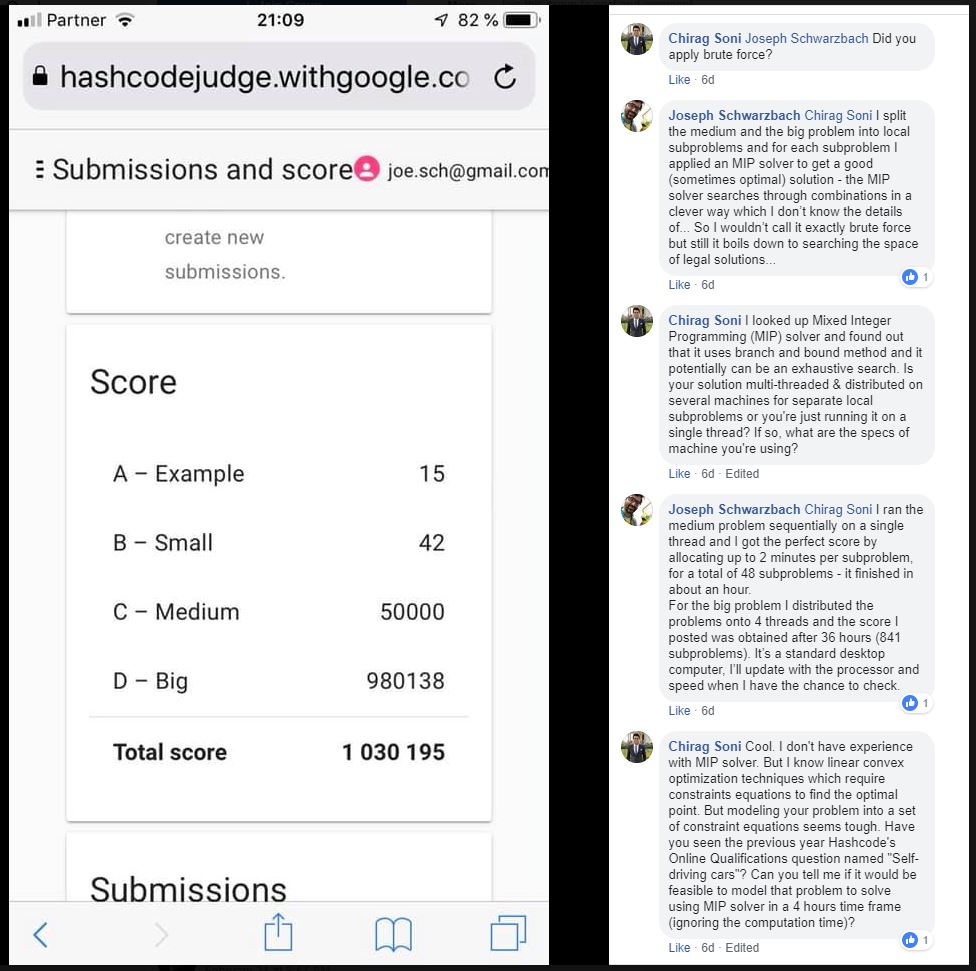 Partner
21:09
82 %
hashcodejudge.withgoogle.co
Submissions and score
joe.sch@gmail.com
create new
submissions.
Score
A – Example 15
B – Small 42
C – Medium 50000
D – Big 980138
Total score 1 030 195
Submissions
Chirag Soni Joseph Schwarzbach Did you
apply brute force?
Like · 6d
Joseph Schwarzbach Chirag Soni I split
the medium and the big problem into local
subproblems and for each subproblem I
applied an MIP solver to get a good
(sometimes optimal) solution - the MIP
solver searches through combinations in a
clever way which I don't know the details
of... So I wouldn't call it exactly brute force
but still it boils down to searching the space
of legal solutions...
1
Like · 6d
Chirag Soni I looked up Mixed Integer
Programming (MIP) solver and found out
that it uses branch and bound method and it
potentially can be an exhaustive search. Is
your solution multi-threaded & distributed on
several machines for separate local
subproblems or you're just running it on a
single thread? If so, what are the specs of
machine you're using?
Like · 6d · Edited
Joseph Schwarzbach Chirag Soni I ran the
medium problem sequentially on a single
thread and I got the perfect score by
allocating up to 2 minutes per subproblem,
for a total of 48 subproblems - it finished in
about an hour.
For the big problem I distributed the
problems onto 4 threads and the score I
posted was obtained after 36 hours (841
subproblems). It's a standard desktop
computer, I'll update with the processor and
speed when I have the chance to check.
1
Like · 6d
Chirag Soni Cool. I don't have experience
with MIP solver. But I know linear convex
optimization techniques which require
constraints equations to find the optimal
point. But modeling your problem into a set
of constraint equations seems tough. Have
you seen the previous year Hashcode's
Online Qualifications question named "Self-
driving cars"? Can you tell me if it would be
feasible to model that problem to solve
using MIP solver in a 4 hours time frame
(ignoring the computation time)?
1
Like · 6d · Edited